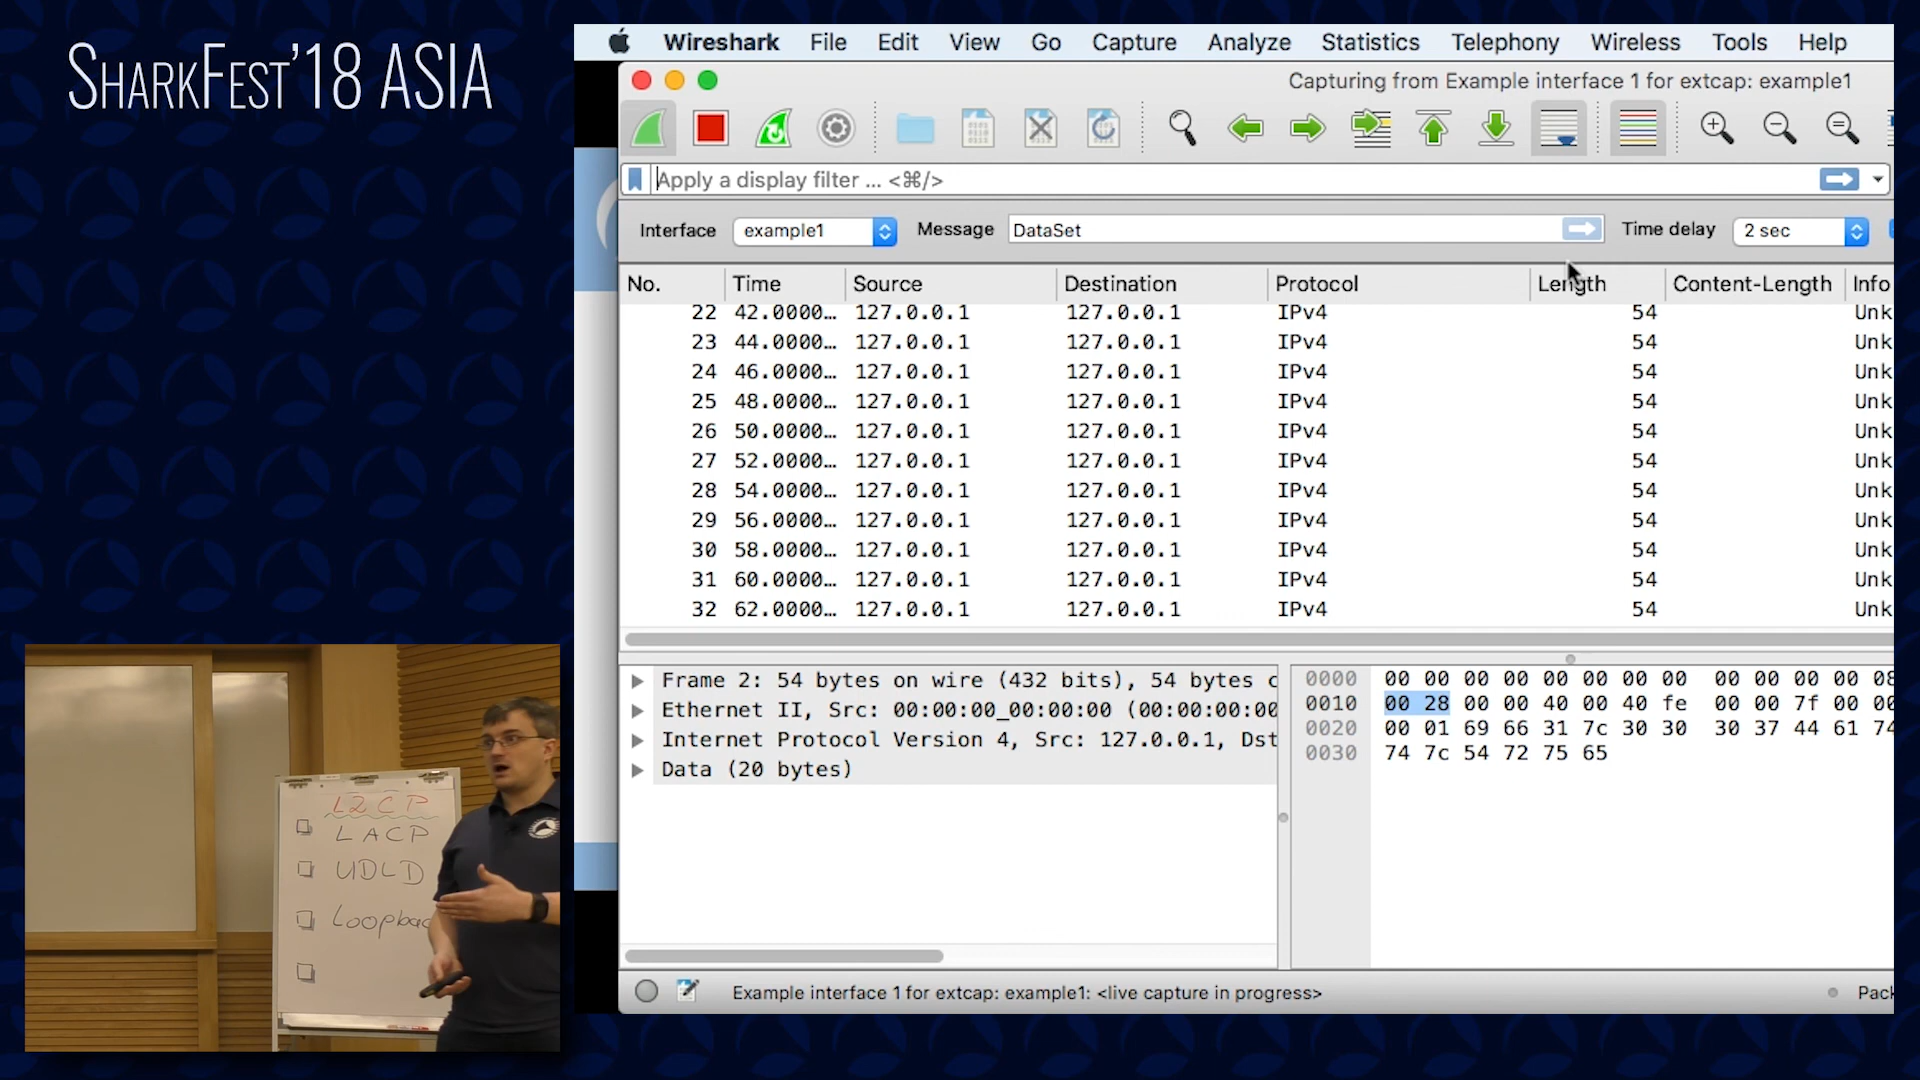 SHARKFEST'18 ASIA
Wireshark File Edit View Go Capture Analyze Statistics Telephony Wireless Tools Help
Capturing from Example interface 1 for extcap: example1
Apply a display filter ... <⌘/>
Interface example1 Message DataSet Time delay 2 sec
No. Time Source Destination Protocol Length Content-Length Info
22 42.0000… 127.0.0.1 127.0.0.1 IPv4 54 Unk
23 44.0000… 127.0.0.1 127.0.0.1 IPv4 54 Unk
24 46.0000… 127.0.0.1 127.0.0.1 IPv4 54 Unk
25 48.0000… 127.0.0.1 127.0.0.1 IPv4 54 Unk
26 50.0000… 127.0.0.1 127.0.0.1 IPv4 54 Unk
27 52.0000… 127.0.0.1 127.0.0.1 IPv4 54 Unk
28 54.0000… 127.0.0.1 127.0.0.1 IPv4 54 Unk
29 56.0000… 127.0.0.1 127.0.0.1 IPv4 54 Unk
30 58.0000… 127.0.0.1 127.0.0.1 IPv4 54 Unk
31 60.0000… 127.0.0.1 127.0.0.1 IPv4 54 Unk
32 62.0000… 127.0.0.1 127.0.0.1 IPv4 54 Unk
Frame 2: 54 bytes on wire (432 bits), 54 bytes c
Ethernet II, Src: 00:00:00_00:00:00 (00:00:00:00
Internet Protocol Version 4, Src: 127.0.0.1, Dst
Data (20 bytes)
0000 00 00 00 00 00 00 00 00 00 00 00 00 08
0010 00 28 00 00 40 00 40 fe 00 00 7f 00 00
0020 00 01 69 66 31 7c 30 30 30 37 44 61 74
0030 74 7c 54 72 75 65
Example interface 1 for extcap: example1: <live capture in progress>
Pack
L2CP
LACP
UDLD
Loopbac